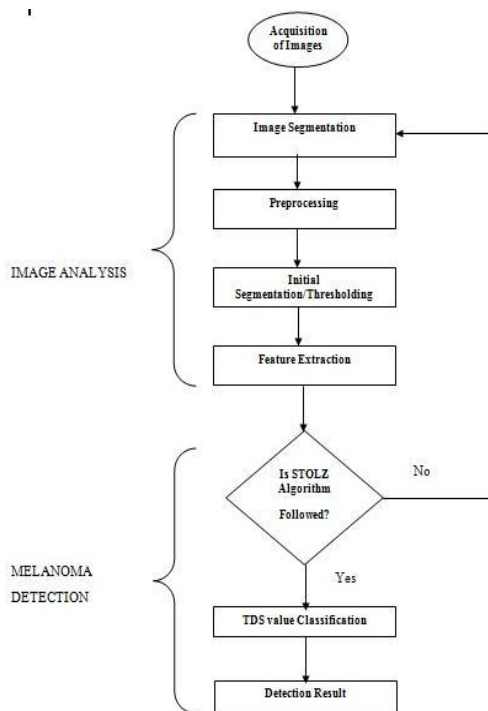 Acquisition
of Images
Image Segmentation
Preprocessing
IMAGE ANALYSIS
Initial
Segmentation/Thresholding
Feature Extraction
Is STOLZ
Algorithm
Followed?
No
Yes
MELANOMA
DETECTION
TDS value Classification
Detection Result